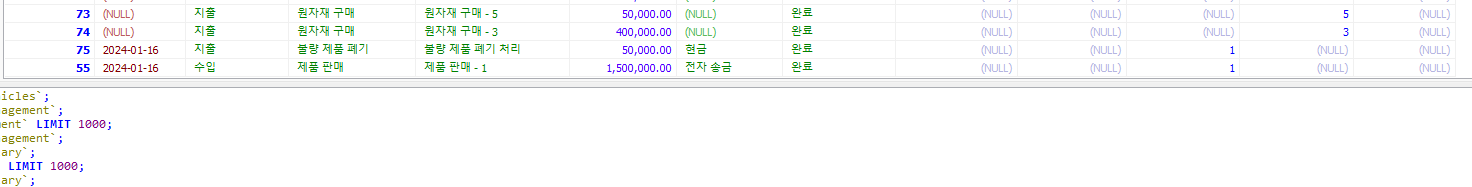 73 (NULL) 지출 원자재 구매 원자재 구매 - 5 50,000.00 (NULL) 완료 (NULL) (NULL) (NULL) 5 (NULL)
74 (NULL) 지출 원자재 구매 원자재 구매 - 3 400,000.00 (NULL) 완료 (NULL) (NULL) (NULL) 3 (NULL)
75 2024-01-16 지출 불량 제품 폐기 불량 제품 폐기 처리 50,000.00 현금 완료 (NULL) (NULL) 1 (NULL) (NULL)
55 2024-01-16 수입 제품 판매 제품 판매 - 1 1,500,000.00 전자 송금 완료 (NULL) (NULL) 1 (NULL) (NULL)
icles`;
agement`;
ment` LIMIT 1000;
agement`;
ary`;
LIMIT 1000;
ary`;